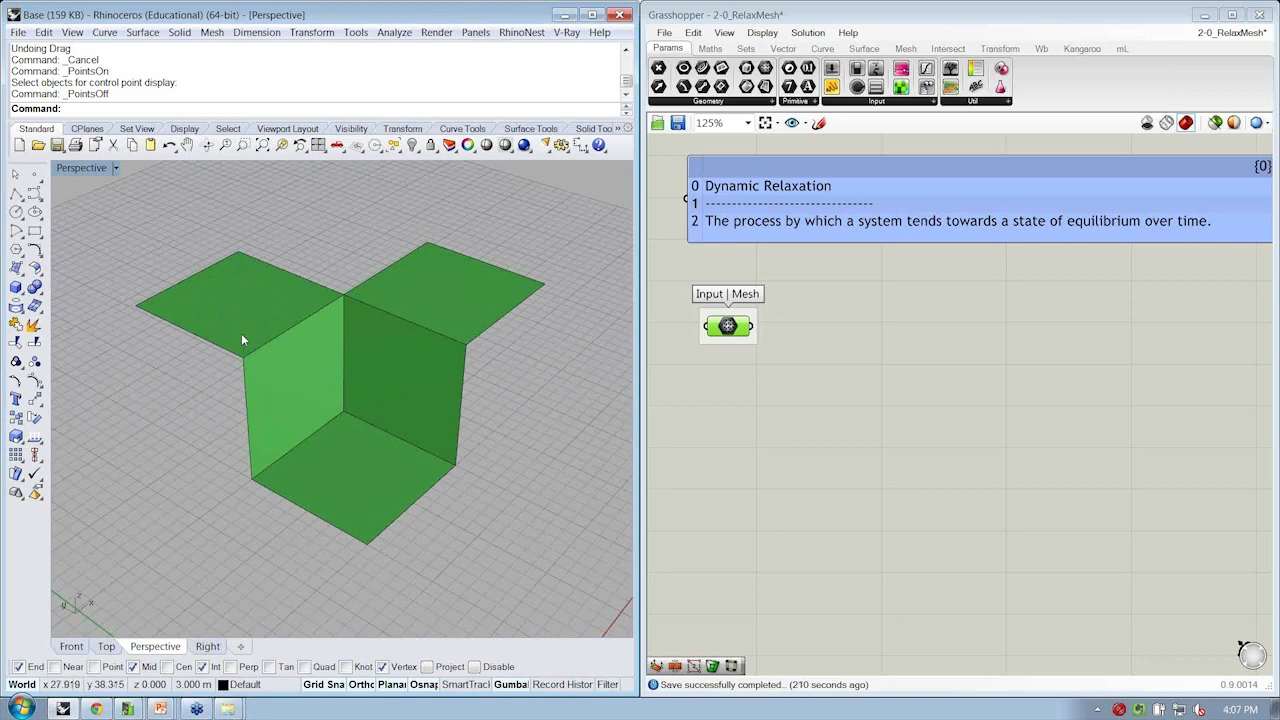 Base (159 KB) - Rhinoceros (Educational) (64-bit) - [Perspective]
File Edit View Curve Surface Solid Mesh Dimension Transform Tools Analyze Render Panels RhinoNest V-Ray Help
Undoing Drag
Command: _Cancel
Command: _PointsOn
Select objects for control point display:
Command: _PointsOff
Command:
Standard CPlanes Set View Display Select Viewport Layout Visibility Transform Curve Tools Surface Tools Solid Too »
Perspective
z
x
Front Top Perspective Right
End Near Point Mid Cen Int Perp Tan Quad Knot Vertex Project Disable
World x 27.919 y 38.315 z 0.000 3.000 m Default Grid Sna Ortho Planar Osnap SmartTrack Gumba Record Histor Filter
Grasshopper - 2-0_RelaxMesh*
File Edit View Display Solution Help 2-0_RelaxMesh*
Params Maths Sets Vector Curve Surface Mesh Intersect Transform Wb Kangaroo mL
Geometry Primitive Input Util
125%
{0}
0 Dynamic Relaxation
1 -------------------------------
2 The process by which a system tends towards a state of equilibrium over time.
Input | Mesh
Save successfully completed... (210 seconds ago) 0.9.0014
4:07 PM